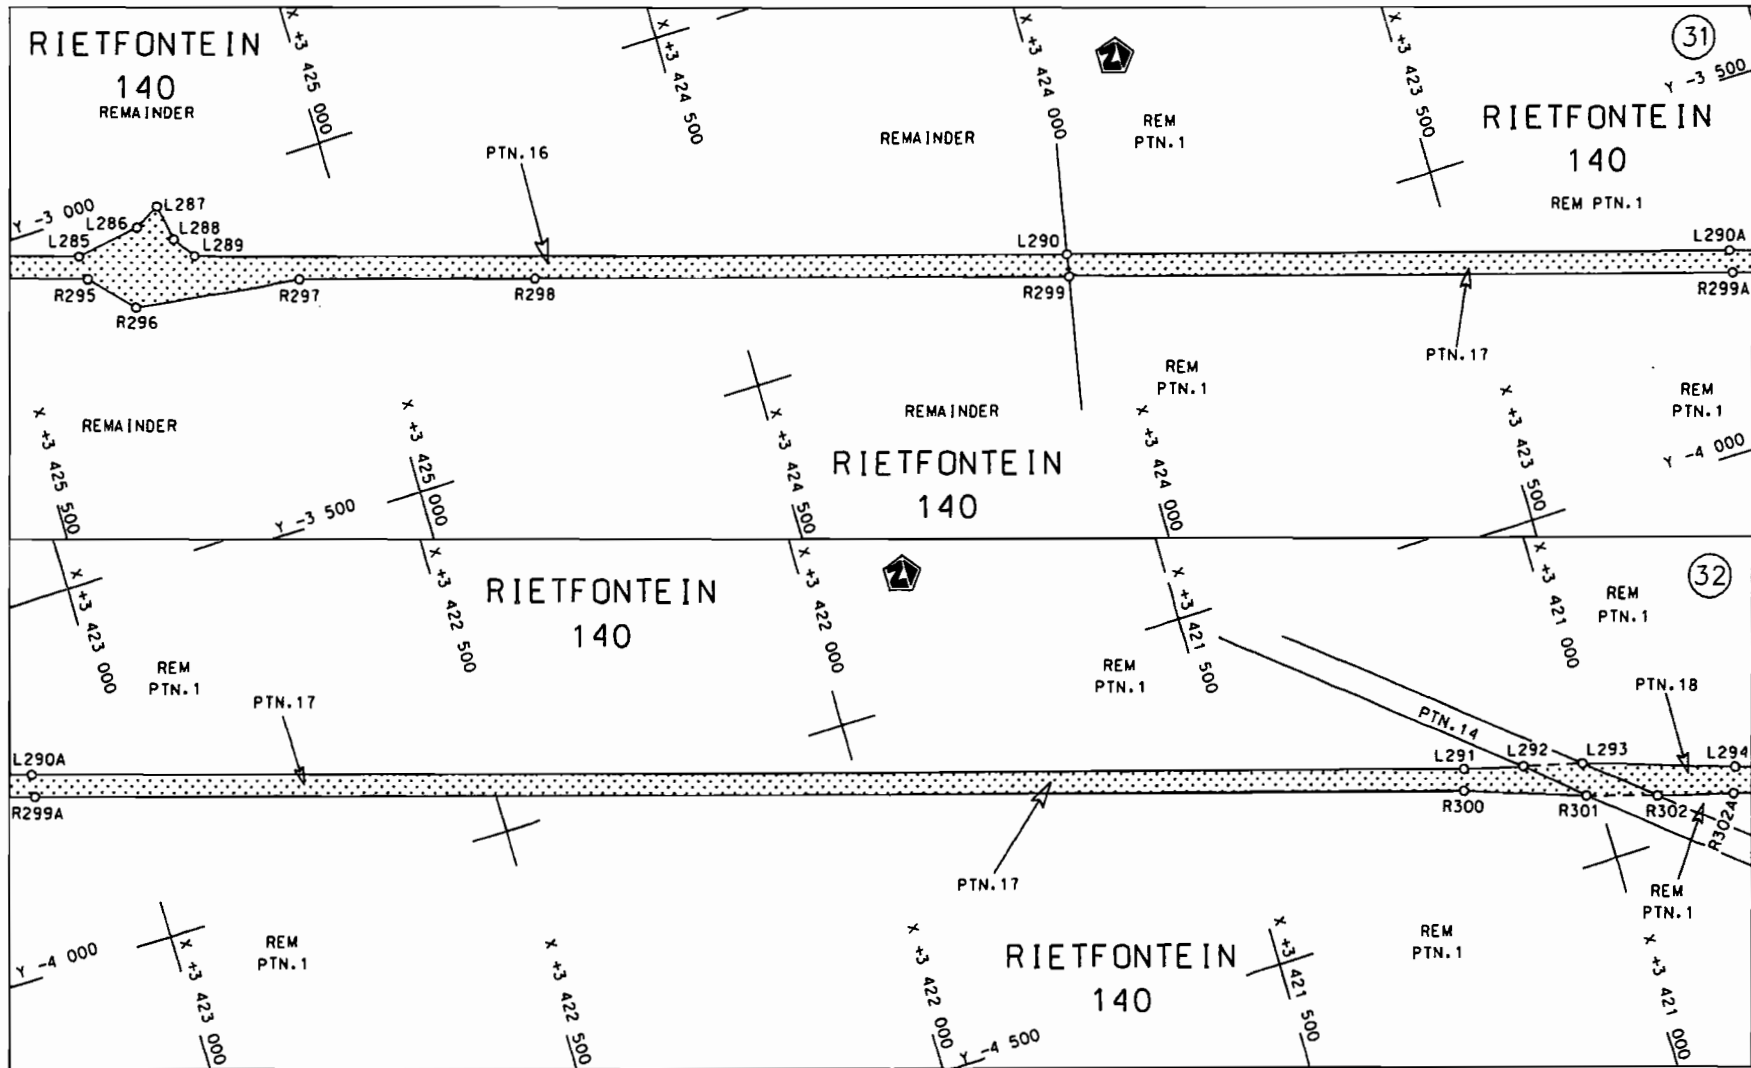 RIETFONTEIN
140
REMAINDER
X +3 425 000
X +3 424 500
X +3 424 000
X +3 423 500
31
Y -3 500
RIETFONTEIN
140
REM PTN.1
REMAINDER
REM
PTN.1
PTN.16
Y -3 000
L285
L286
L287
L288
L289
L290
L290A
R295
R296
R297
R298
R299
R299A
PTN.17
REM
PTN.1
REM
PTN.1
REMAINDER
REMAINDER
RIETFONTEIN
140
X +3 425 500
X +3 425 000
X +3 424 500
X +3 424 000
X +3 423 500
Y -3 500
Y -4 000
X +3 423 000
X +3 422 500
X +3 422 000
X +3 421 500
X +3 421 000
32
RIETFONTEIN
140
REM
PTN.1
REM
PTN.1
REM
PTN.1
PTN.17
PTN.14
PTN.18
L290A
L291
L292
L293
L294
R299A
R300
R301
R302
R302A
PTN.17
REM
PTN.1
REM
PTN.1
REM
PTN.1
RIETFONTEIN
140
Y -4 000
X +3 423 000
X +3 422 500
X +3 422 000
Y -4 500
X +3 421 500
X +3 421 000